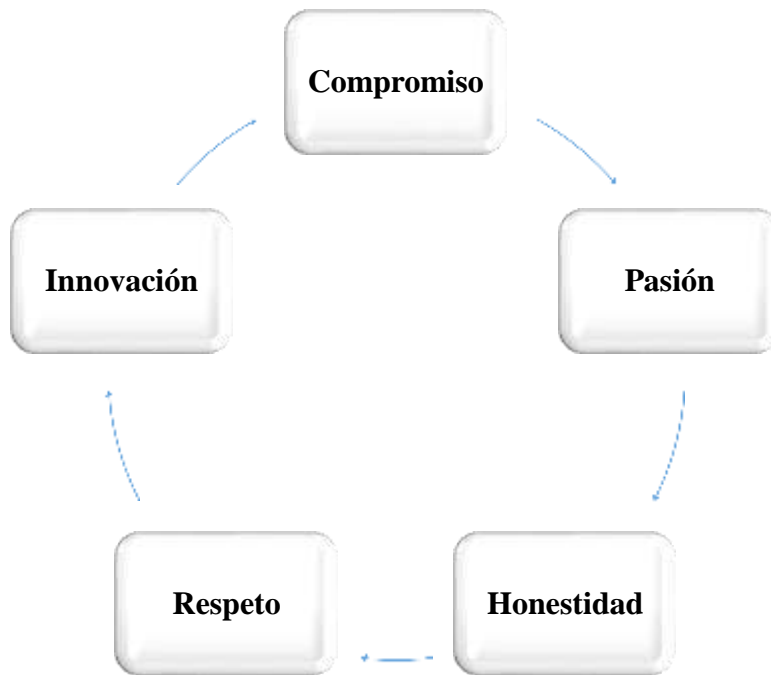 Compromiso
Pasión
Honestidad
Respeto
Innovación